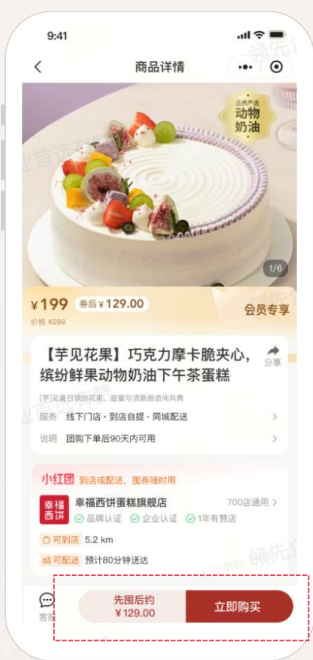 9:41
商品详情
品质严选
动物
奶油
1/6
¥199 券后¥129.00
会员专享
价格 ¥299
【芋见花果】巧克力摩卡脆夹心，
缤纷鲜果动物奶油下午茶蛋糕
分享
服务 线下门店·到店自提·同城配送
说明 团购下单后90天内可用
小红团 到店或配送，囤券随时用
幸福
西饼
幸福西饼蛋糕旗舰店
700店通用
品牌认证 企业认证 1年有赞店
可到店 5.2 km
可配送 预计80分钟送达
先囤后约
¥129.00
立即购买